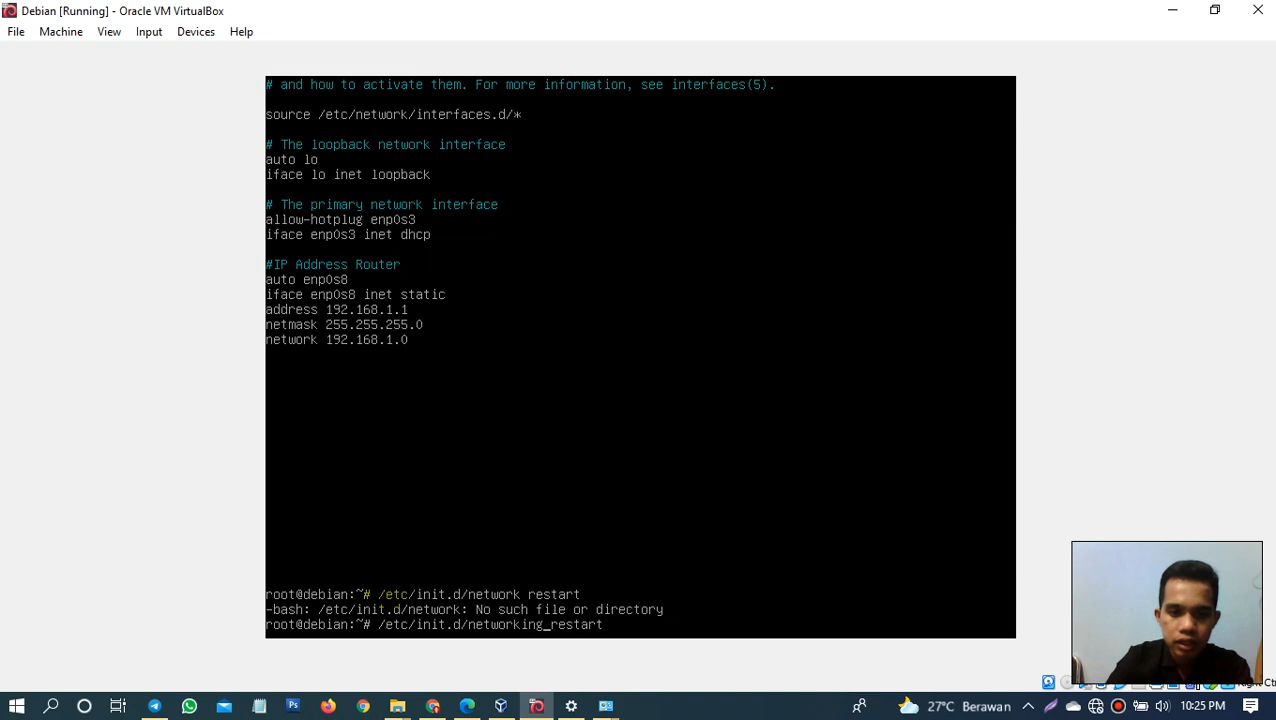 Debian [Running] - Oracle VM VirtualBox
File Machine View Input Devices Help
# and how to activate them. For more information, see interfaces(5).
source /etc/network/interfaces.d/*
# The loopback network interface
auto lo
iface lo inet loopback
# The primary network interface
allow-hotplug enp0s3
iface enp0s3 inet dhcp
#IP Address Router
auto enp0s8
iface enp0s8 inet static
address 192.168.1.1
netmask 255.255.255.0
network 192.168.1.0
root@debian:~# /etc/init.d/network restart
-bash: /etc/init.d/network: No such file or directory
root@debian:~# /etc/init.d/networking restart
Right Ctrl
27°C Berawan
10:25 PM